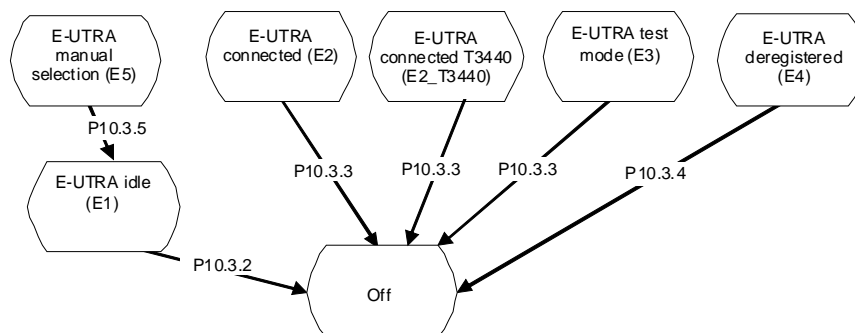 E-UTRA
manual
selection (E5)
E-UTRA
connected (E2)
E-UTRA
connected T3440
(E2_T3440)
E-UTRA test
mode (E3)
E-UTRA
deregistered
(E4)
P10.3.5
P10.3.3
P10.3.3
P10.3.3
P10.3.4
E-UTRA idle
(E1)
P10.3.2
Off